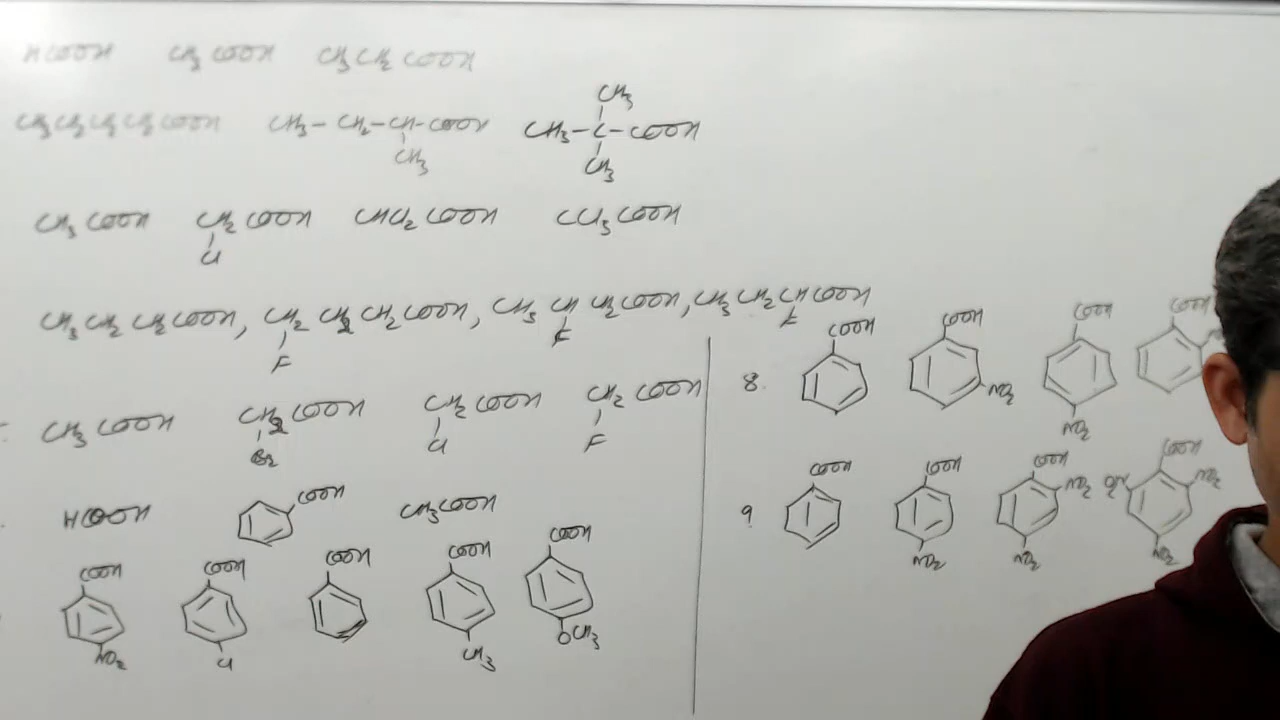 HCOOH CH3COOH CH3CH2COOH
CH3CH2CH2CH2COOH CH3-CH2-CH-COOH
CH3
CH3
CH3-C-COOH
CH3
CH3COOH CH2COOH CHCl2COOH CCl3COOH
Cl
CH3CH2CH2COOH, CH2CH2CH2COOH, CH3CHCH2COOH, CH3CH2CHCOOH
F F F
CH3COOH CH2COOH CH2COOH CH2COOH
Br Cl F
HCOOH COOH CH3COOH
COOH COOH COOH COOH COOH
NO2 Cl CH3 OCH3
8. COOH COOH COOH COOH
NO2 NO2
9 COOH COOH COOH COOH
NO2 NO2 NO2
NO2 NO2 NO2